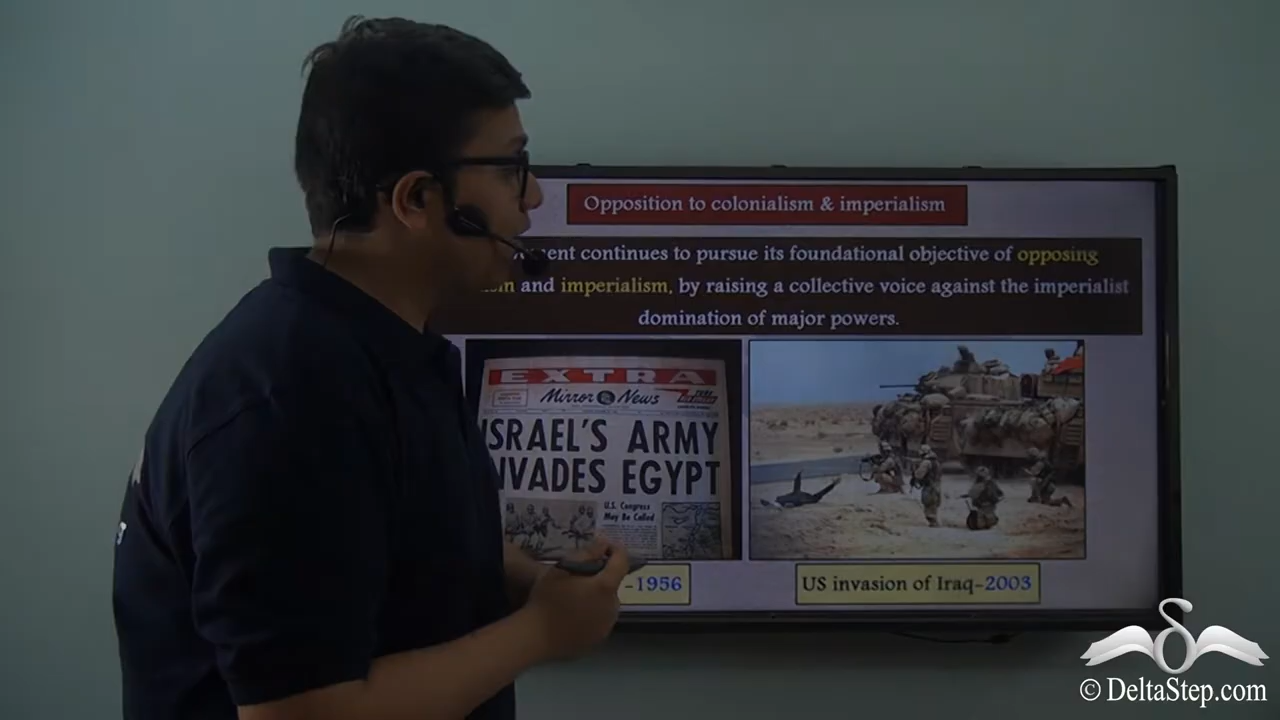 Opposition to colonialism & imperialism
continues to pursue its foundational objective of opposing
and imperialism, by raising a collective voice against the imperialist
domination of major powers.
EXTRA
Mirror News
ISRAEL'S ARMY
INVADES EGYPT
U.S. Congress
May Be Called
-1956
US invasion of Iraq-2003
© DeltaStep.com